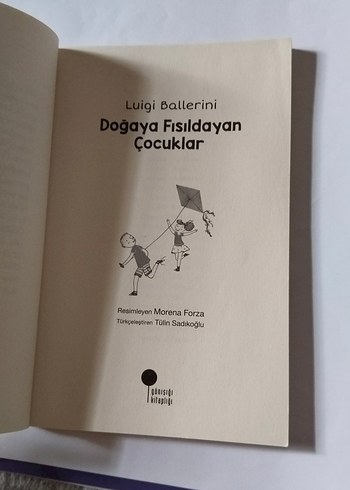 Luigi Ballerini
Doğaya Fısıldayan
Çocuklar
Resimleyen Morena Forza
Türkçeleştiren Tülin Sadıkoğlu
günışığı
kitaplığı